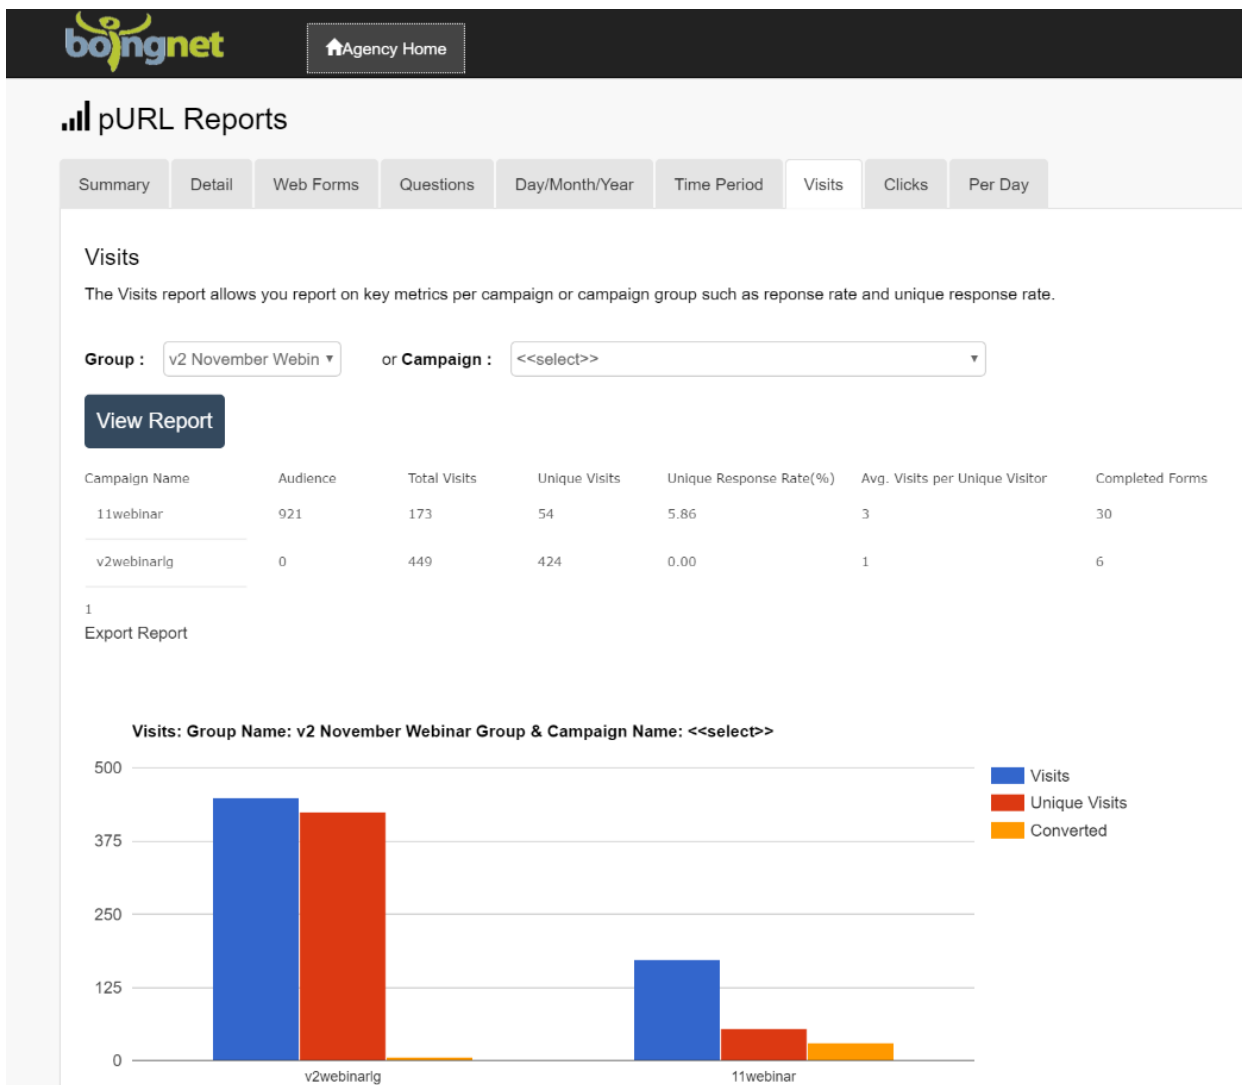 boingnet
Agency Home
pURL Reports
Summary Detail Web Forms Questions Day/Month/Year Time Period Visits Clicks Per Day
Visits
The Visits report allows you report on key metrics per campaign or campaign group such as reponse rate and unique response rate.
Group : v2 November Webin or Campaign : <<select>>
View Report
Campaign Name Audience Total Visits Unique Visits Unique Response Rate(%) Avg. Visits per Unique Visitor Completed Forms
11webinar 921 173 54 5.86 3 30
v2webinarlg 0 449 424 0.00 1 6
1
Export Report
Visits: Group Name: v2 November Webinar Group & Campaign Name: <<select>>
500
375
250
125
0
Visits
Unique Visits
Converted
v2webinarlg 11webinar